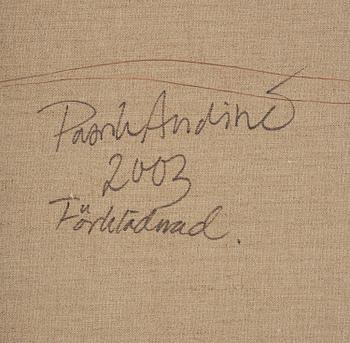 Patrik Andiné
2003
Förklädnad.